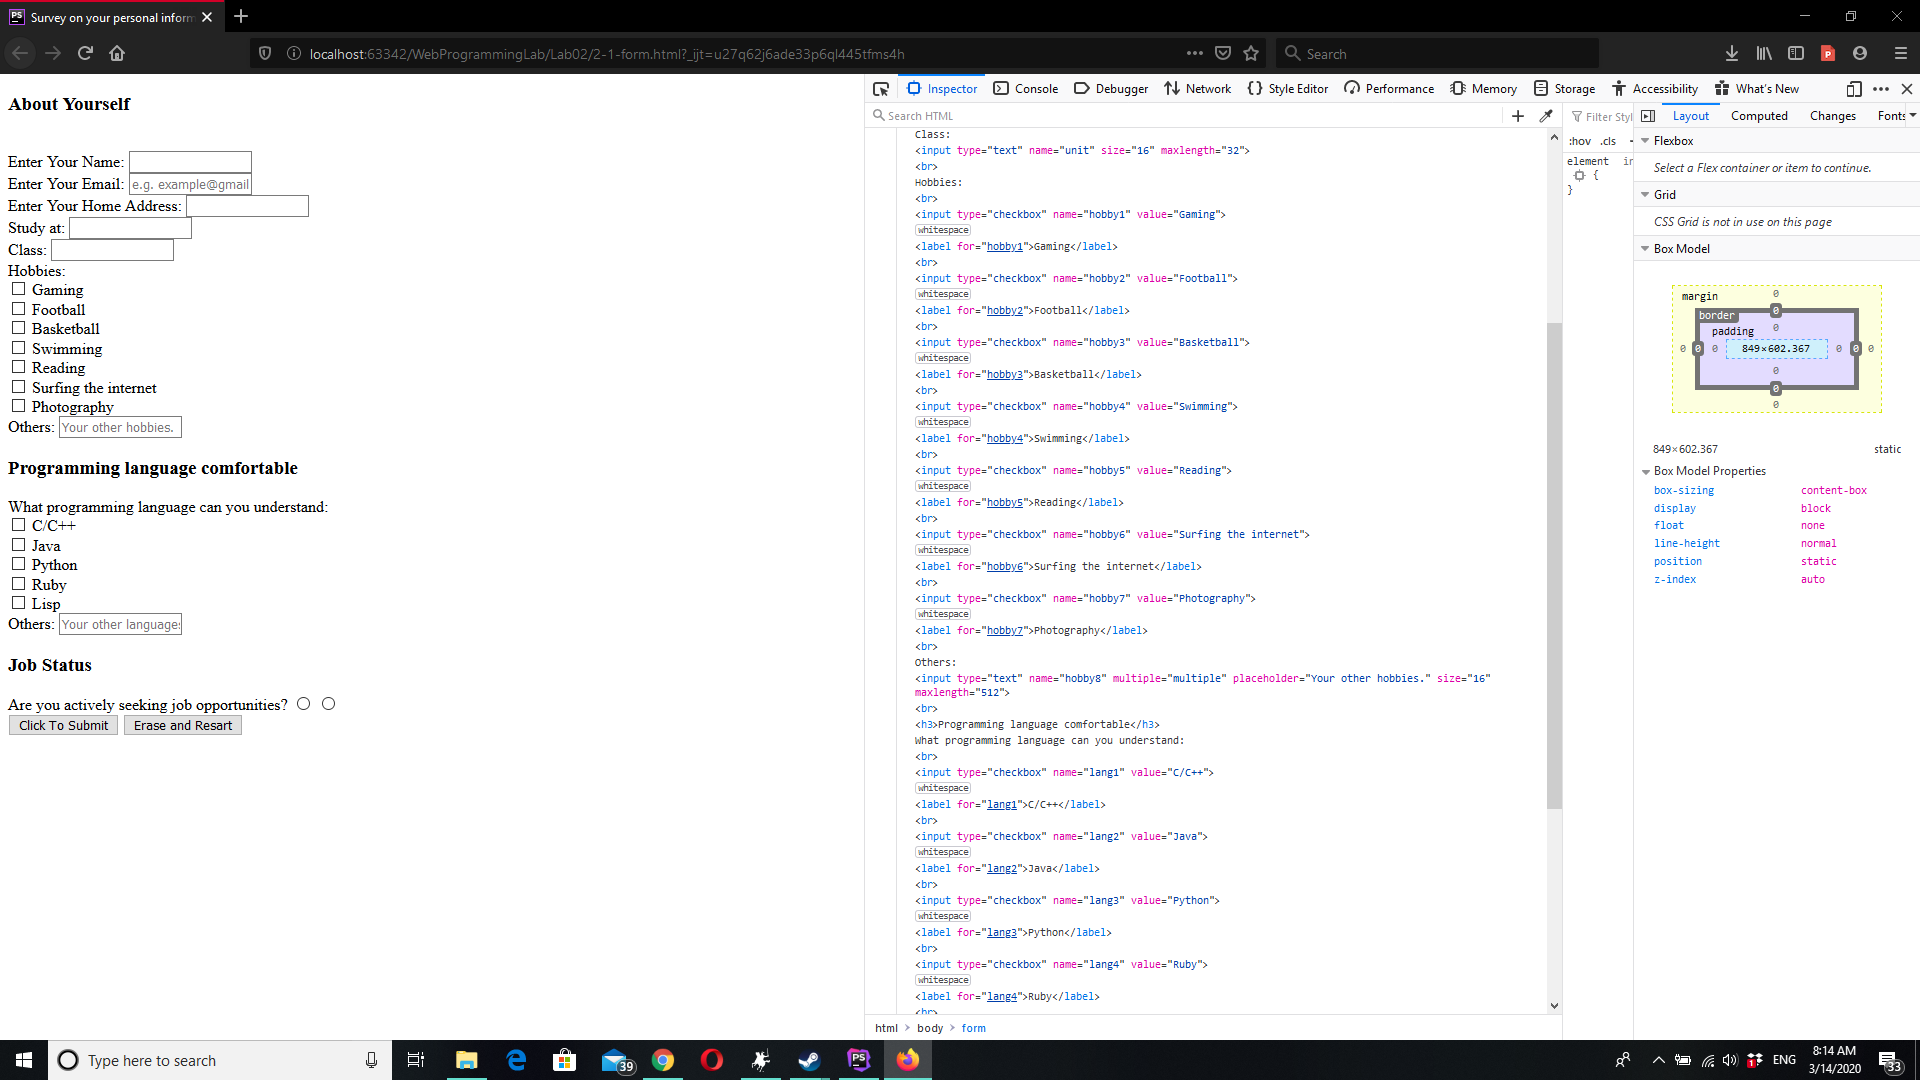 Survey on your personal inform
localhost:63342/WebProgrammingLab/Lab02/2-1-form.html?_ijt=u27q62j6ade33p6ql445tfms4h
Search
About Yourself
Enter Your Name:
Enter Your Email: e.g. example@gmail
Enter Your Home Address:
Study at:
Class:
Hobbies:
Gaming
Football
Basketball
Swimming
Reading
Surfing the internet
Photography
Others: Your other hobbies.
Programming language comfortable
What programming language can you understand:
C/C++
Java
Python
Ruby
Lisp
Others: Your other languages
Job Status
Are you actively seeking job opportunities?
Click To Submit Erase and Resart
Inspector Console Debugger Network Style Editor Performance Memory Storage Accessibility What's New
Search HTML
Class:
<input type="text" name="unit" size="16" maxlength="32">
<br>
Hobbies:
<br>
<input type="checkbox" name="hobby1" value="Gaming">
whitespace
<label for="hobby1">Gaming</label>
<br>
<input type="checkbox" name="hobby2" value="Football">
whitespace
<label for="hobby2">Football</label>
<br>
<input type="checkbox" name="hobby3" value="Basketball">
whitespace
<label for="hobby3">Basketball</label>
<br>
<input type="checkbox" name="hobby4" value="Swimming">
whitespace
<label for="hobby4">Swimming</label>
<br>
<input type="checkbox" name="hobby5" value="Reading">
whitespace
<label for="hobby5">Reading</label>
<br>
<input type="checkbox" name="hobby6" value="Surfing the internet">
whitespace
<label for="hobby6">Surfing the internet</label>
<br>
<input type="checkbox" name="hobby7" value="Photography">
whitespace
<label for="hobby7">Photography</label>
<br>
Others:
<input type="text" name="hobby8" multiple="multiple" placeholder="Your other hobbies." size="16"
maxlength="512">
<br>
<h3>Programming language comfortable</h3>
What programming language can you understand:
<br>
<input type="checkbox" name="lang1" value="C/C++">
whitespace
<label for="lang1">C/C++</label>
<br>
<input type="checkbox" name="lang2" value="Java">
whitespace
<label for="lang2">Java</label>
<br>
<input type="checkbox" name="lang3" value="Python">
whitespace
<label for="lang3">Python</label>
<br>
<input type="checkbox" name="lang4" value="Ruby">
whitespace
<label for="lang4">Ruby</label>
<br>
html > body > form
Filter Styl
:hov .cls
element in
{
}
Layout Computed Changes Fonts
Flexbox
Select a Flex container or item to continue.
Grid
CSS Grid is not in use on this page
Box Model
margin 0
border 0
padding 0
0 0 0 849×602.367 0 0 0
0
0
0
849×602.367 static
Box Model Properties
box-sizing content-box
display block
float none
line-height normal
position static
z-index auto
Type here to search
39
PS
ENG
8:14 AM
3/14/2020
33